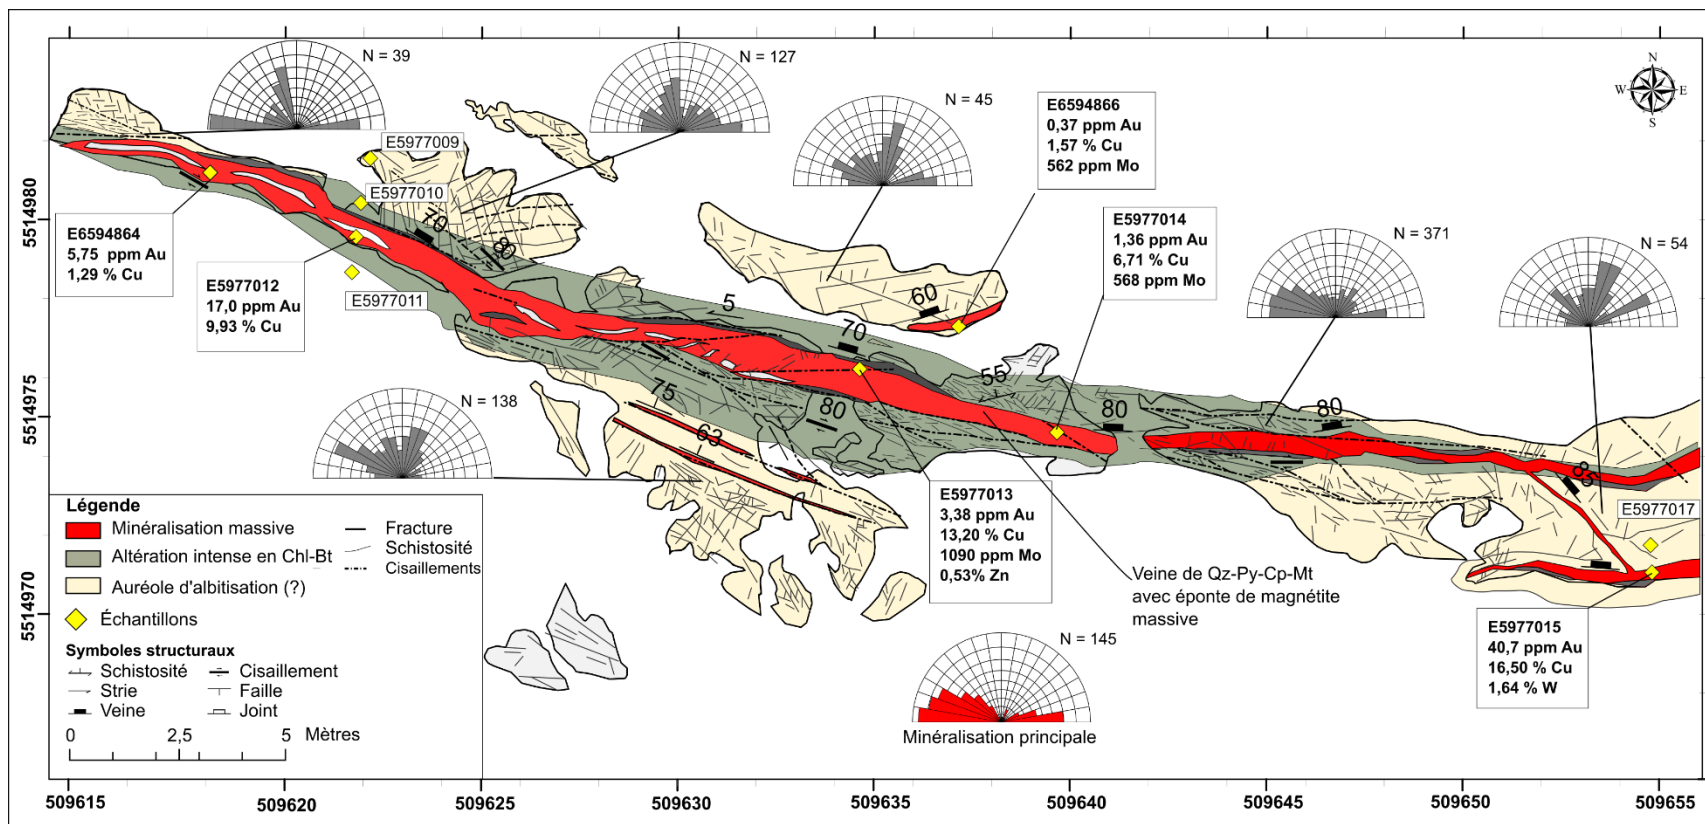 N = 39
N = 127
N = 45
E6594866
0,37 ppm Au
1,57 % Cu
562 ppm Mo
N
W
E
S
E5977009
E5977010
5514980
E6594864
5,75 ppm Au
1,29 % Cu
E5977012
17,0 ppm Au
9,93 % Cu
E5977011
70
80
5
60
70
E5977014
1,36 ppm Au
6,71 % Cu
568 ppm Mo
N = 371
N = 54
5514975
N = 138
75
63
80
55
80
80
85
E5977017
E5977013
3,38 ppm Au
13,20 % Cu
1090 ppm Mo
0,53% Zn
Veine de Qz-Py-Cp-Mt
avec éponte de magnétite
massive
5514970
E5977015
40,7 ppm Au
16,50 % Cu
1,64 % W
N = 145
Minéralisation principale
Légende
Minéralisation massive
Altération intense en Chl-Bt
Auréole d'albitisation (?)
Échantillons
Fracture
Schistosité
Cisaillements
Symboles structuraux
Schistosité
Cisaillement
Strie
Faille
Veine
Joint
0 2,5 5 Mètres
509615 509620 509625 509630 509635 509640 509645 509650 509655